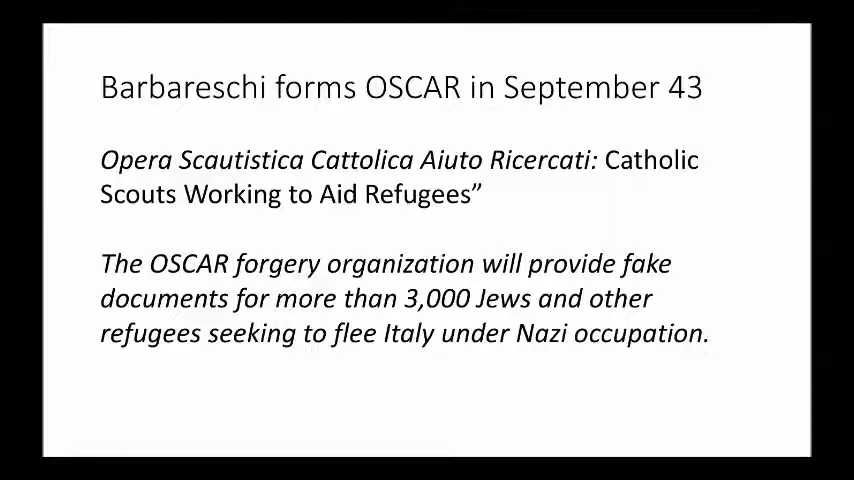 Barbareschi forms OSCAR in September 43
Opera Scautistica Cattolica Aiuto Ricercati: Catholic
Scouts Working to Aid Refugees”
The OSCAR forgery organization will provide fake
documents for more than 3,000 Jews and other
refugees seeking to flee Italy under Nazi occupation.